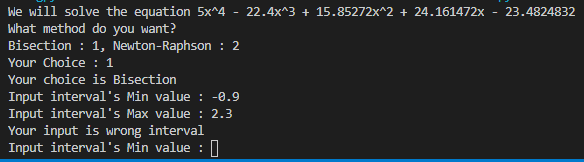 We will solve the equation 5x^4 - 22.4x^3 + 15.85272x^2 + 24.161472x - 23.4824832
What method do you want?
Bisection : 1, Newton-Raphson : 2
Your Choice : 1
Your choice is Bisection
Input interval's Min value : -0.9
Input interval's Max value : 2.3
Your input is wrong interval
Input interval's Min value :